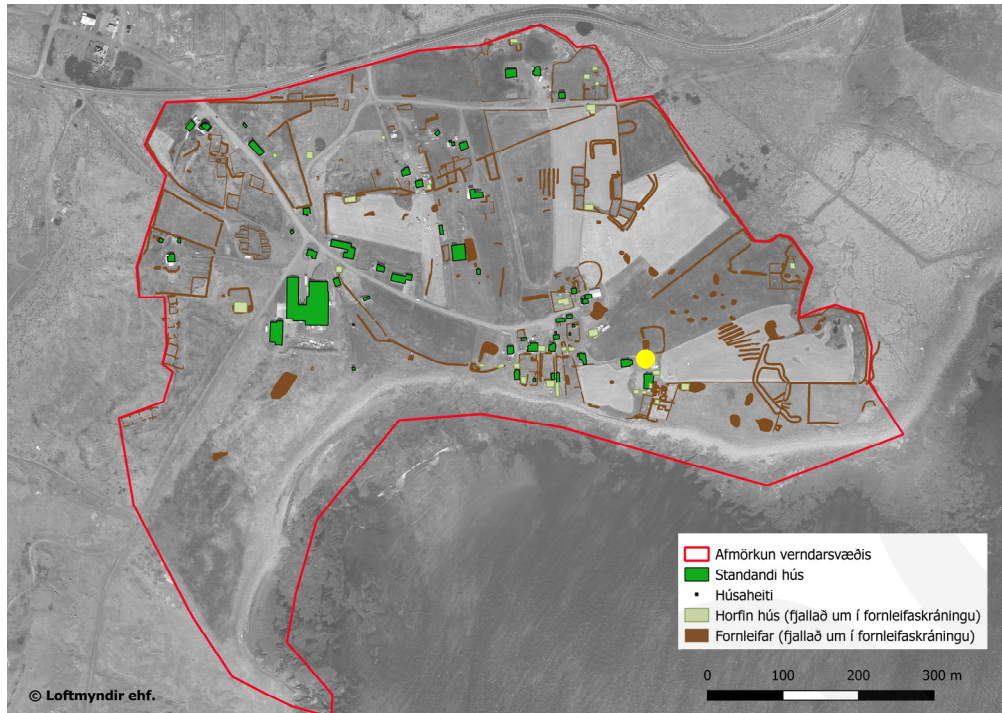 Afmörkun verndarsvæðis
Standandi hús
Húsaheiti
Horfin hús (fjallað um í fornleifaskráningu)
Fornleifar (fjallað um í fornleifaskráningu)
0 100 200 300 m
© Loftmyndir ehf.